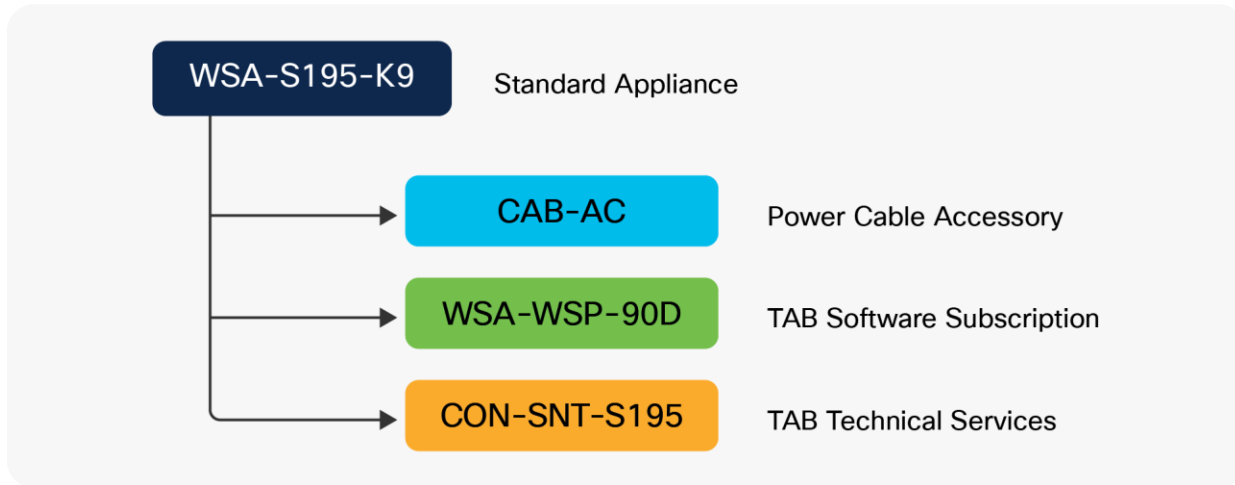 WSA-S195-K9 Standard Appliance
CAB-AC Power Cable Accessory
WSA-WSP-90D TAB Software Subscription
CON-SNT-S195 TAB Technical Services